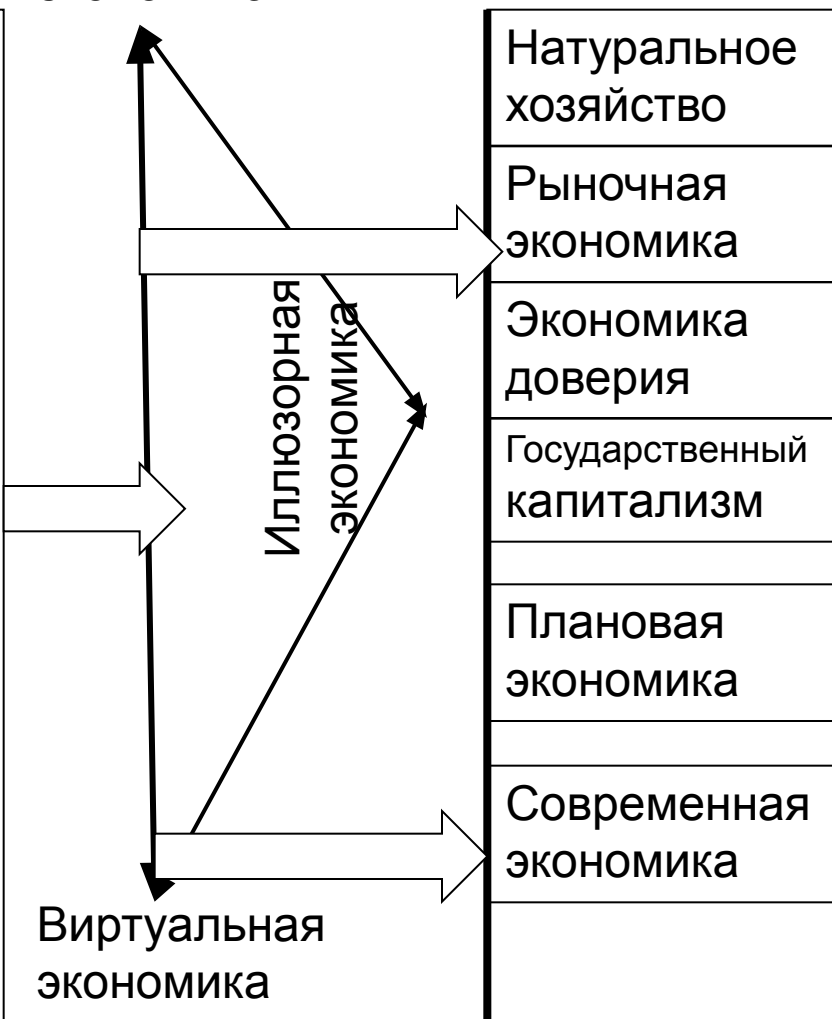 Натуральное
хозяйство
Рыночная
экономика
Экономика
доверия
Иллюзорная
экономика
Государственный
капитализм
Плановая
экономика
Современная
экономика
Виртуальная
экономика